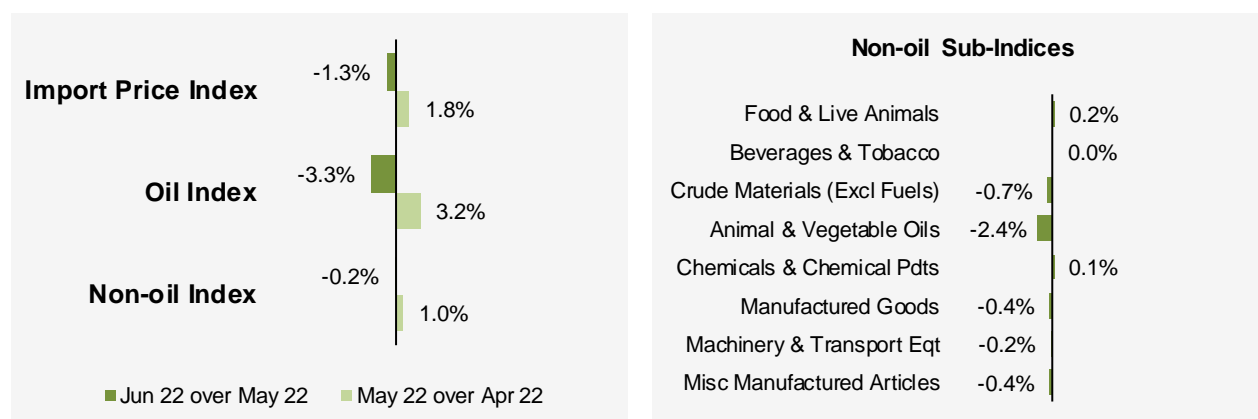 Import Price Index
-1.3%
1.8%
Oil Index
-3.3%
3.2%
Non-oil Index
-0.2%
1.0%
Jun 22 over May 22
May 22 over Apr 22
Non-oil Sub-Indices
Food & Live Animals 0.2%
Beverages & Tobacco 0.0%
Crude Materials (Excl Fuels) -0.7%
Animal & Vegetable Oils -2.4%
Chemicals & Chemical Pdts 0.1%
Manufactured Goods -0.4%
Machinery & Transport Eqt -0.2%
Misc Manufactured Articles -0.4%